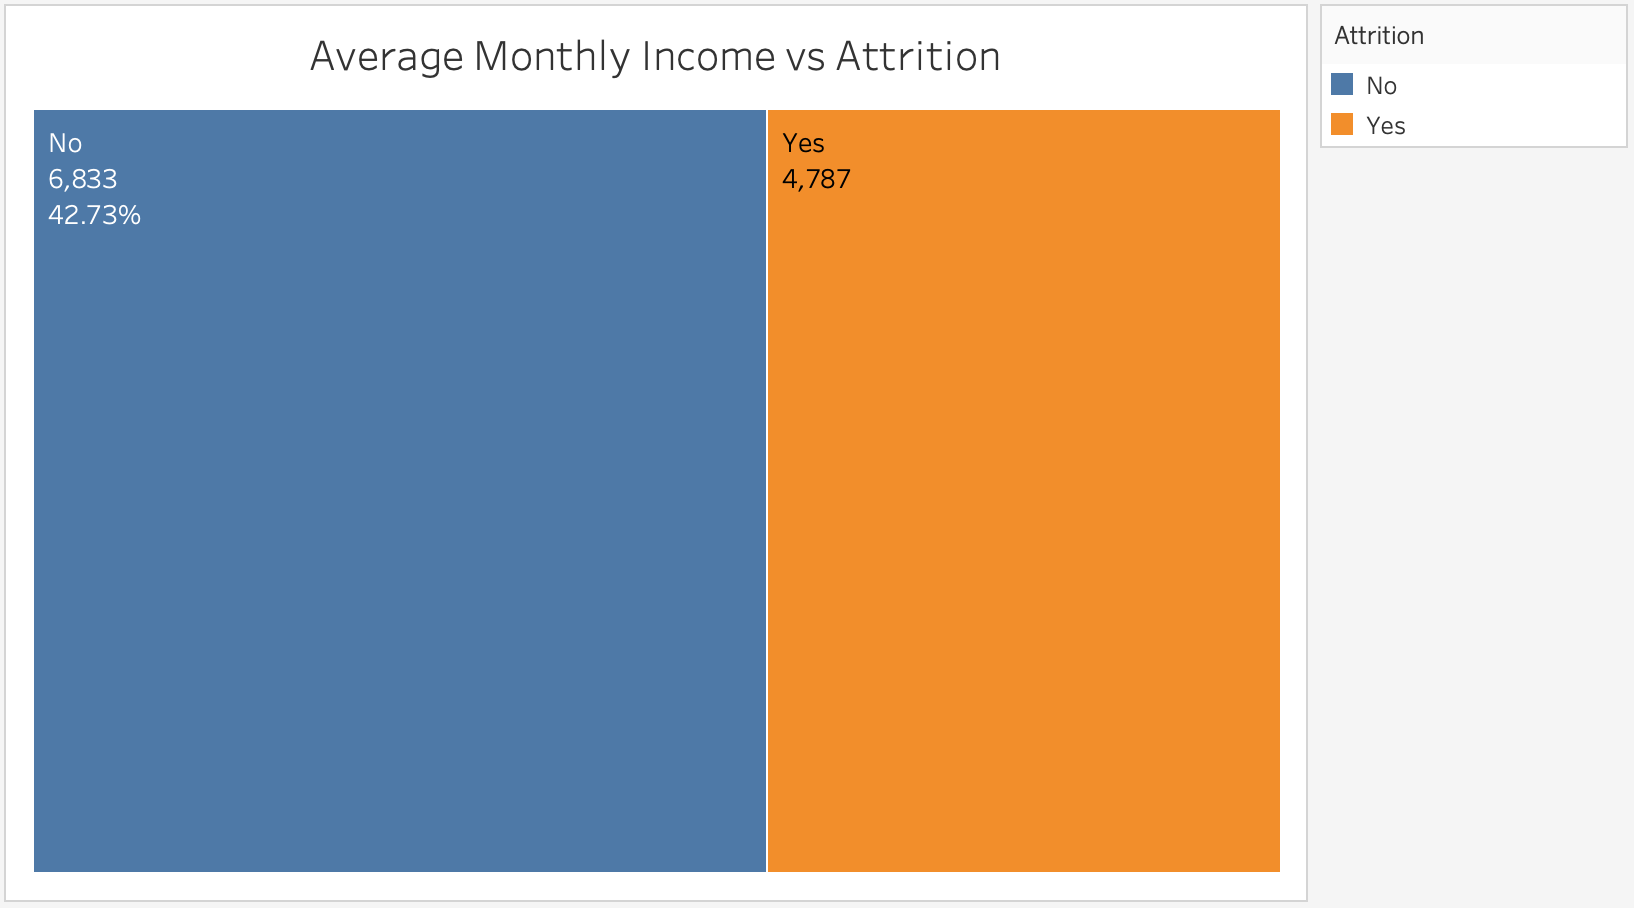 Average Monthly Income vs Attrition
No
6,833
42.73%
Yes
4,787
Attrition
No
Yes